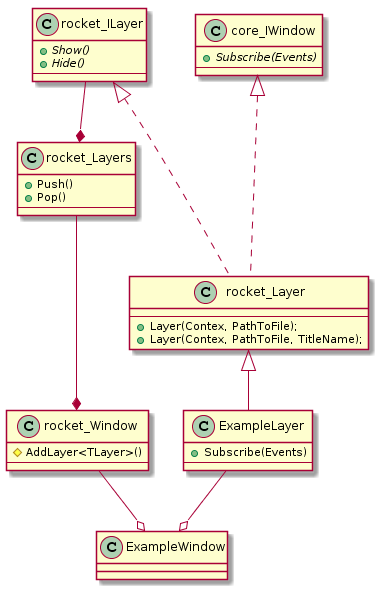 C rocket_ILayer
Show()
Hide()
C core_IWindow
Subscribe(Events)
C rocket_Layers
Push()
Pop()
C rocket_Layer
Layer(Contex, PathToFile);
Layer(Contex, PathToFile, TitleName);
C rocket_Window
AddLayer<TLayer>()
C ExampleLayer
Subscribe(Events)
C ExampleWindow